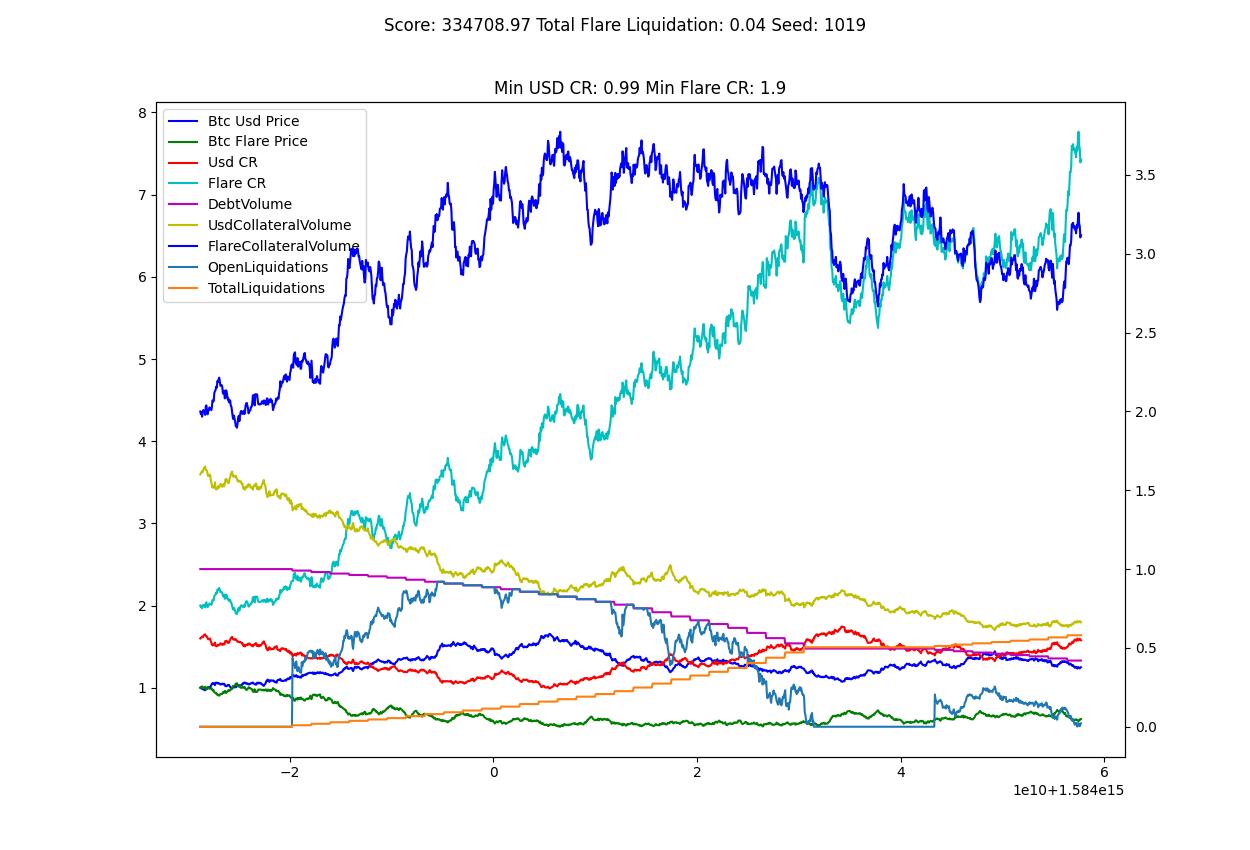 Score: 334708.97 Total Flare Liquidation: 0.04 Seed: 1019
Min USD CR: 0.99 Min Flare CR: 1.9
Btc Usd Price
Btc Flare Price
Usd CR
Flare CR
DebtVolume
UsdCollateralVolume
FlareCollateralVolume
OpenLiquidations
TotalLiquidations
8
7
6
5
4
3
2
1
3.5
3.0
2.5
2.0
1.5
1.0
0.5
0.0
−2
0
2
4
6
1e10+1.584e15